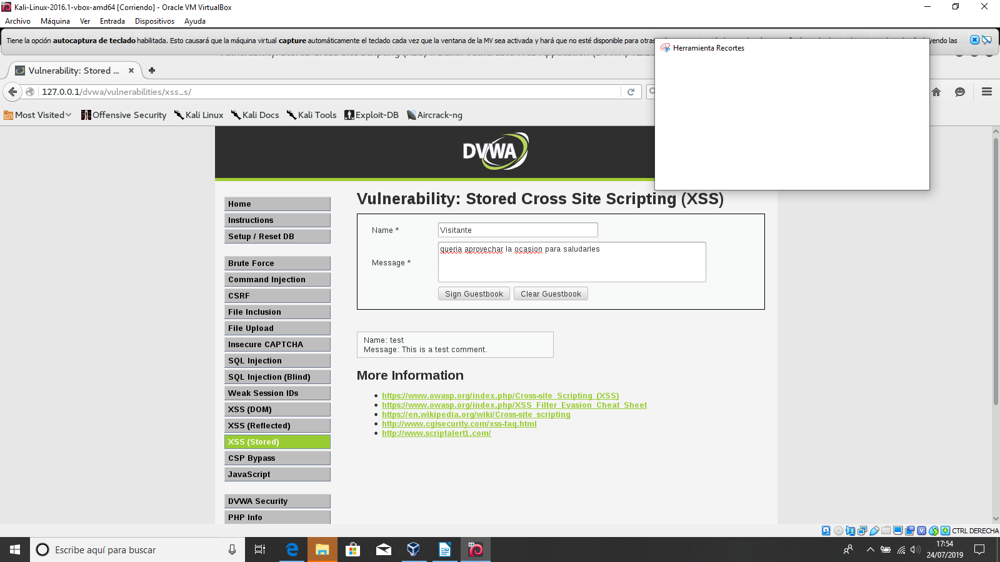 Kali-Linux-2016.1-vbox-amd64 [Corriendo] - Oracle VM VirtualBox
Archivo Máquina Ver Entrada Dispositivos Ayuda
Tiene la opción autocaptura de teclado habilitada. Esto causará que la máquina virtual capture automáticamente el teclado cada vez que la ventana de la MV sea activada y hará que no esté disponible para otras
yendo las
Herramienta Recortes
Vulnerability: Stored ...
127.0.0.1/dvwa/vulnerabilities/xss_s/
Most Visited Offensive Security Kali Linux Kali Docs Kali Tools Exploit-DB Aircrack-ng
DVWA
Vulnerability: Stored Cross Site Scripting (XSS)
Home
Instructions
Setup / Reset DB
Brute Force
Command Injection
CSRF
File Inclusion
File Upload
Insecure CAPTCHA
SQL Injection
SQL Injection (Blind)
Weak Session IDs
XSS (DOM)
XSS (Reflected)
XSS (Stored)
CSP Bypass
JavaScript
DVWA Security
PHP Info
Name * Visitante
Message * queria aprovechar la ocasion para saludarles
Sign Guestbook Clear Guestbook
Name: test
Message: This is a test comment.
More Information
https://www.owasp.org/index.php/Cross-site_Scripting_(XSS)
https://www.owasp.org/index.php/XSS_Filter_Evasion_Cheat_Sheet
https://en.wikipedia.org/wiki/Cross-site_scripting
http://www.cgisecurity.com/xss-faq.html
http://www.scriptalert1.com/
CTRL DERECHA
Escribe aquí para buscar
17:54
24/07/2019